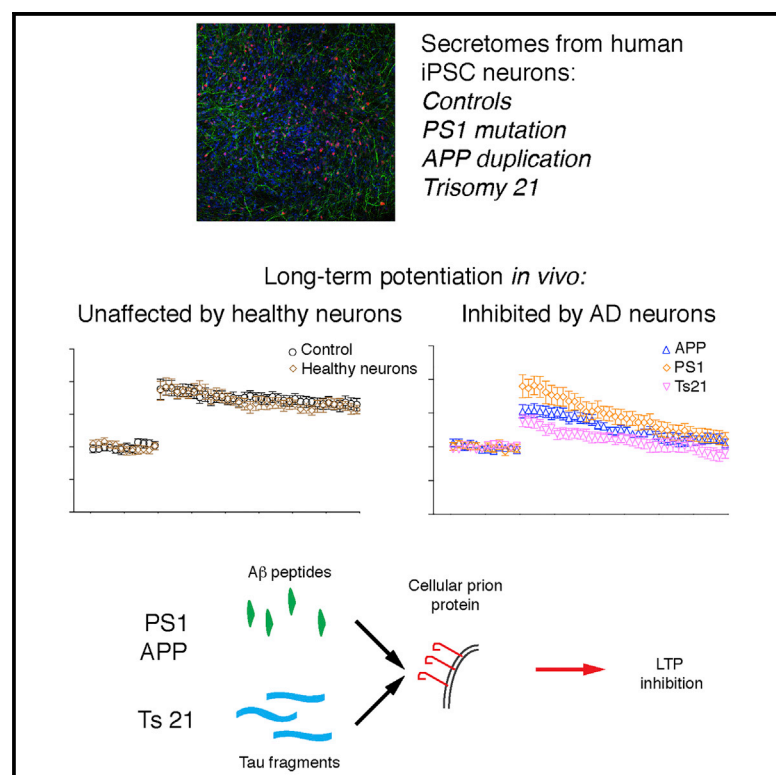 Secretomes from human
iPSC neurons:
Controls
PS1 mutation
APP duplication
Trisomy 21
Long-term potentiation in vivo:
Unaffected by healthy neurons
Control
Healthy neurons
Inhibited by AD neurons
APP
PS1
Ts21
Aβ peptides
PS1
APP
Ts 21
Tau fragments
Cellular prion
protein
LTP
inhibition